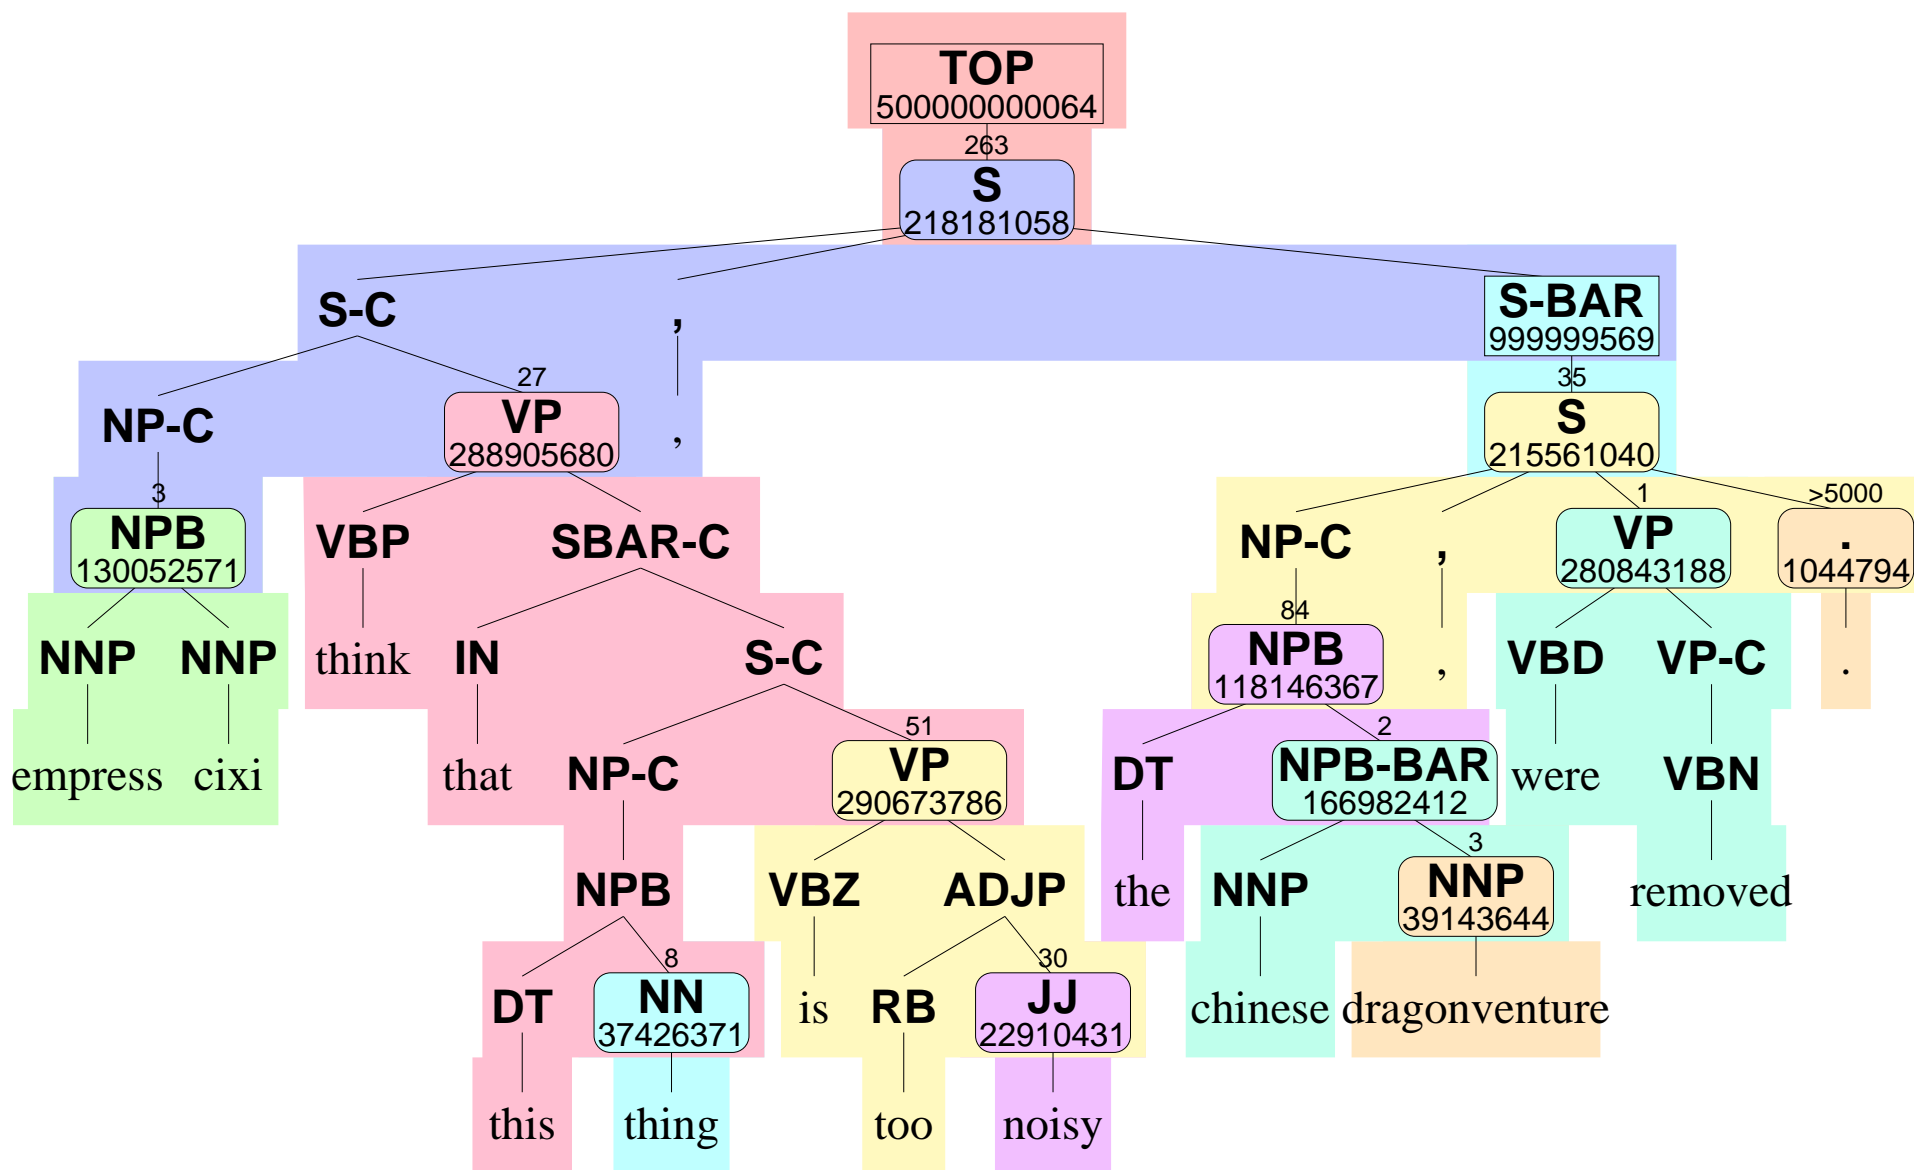 TOP
500000000064
263
S
218181058
S-C , S-BAR
999999569
27 35
NP-C VP , S
288905680 215561040
3 1 >5000
NPB VBP SBAR-C NP-C , VP .
130052571 280843188 1044794
84
NNP NNP think IN S-C NPB , VBD VP-C .
118146367
51 2
empress cixi that NP-C VP DT NPB-BAR were VBN
290673786 166982412
3
NPB VBZ ADJP the NNP NNP removed
39143644
8 30
DT NN is RB JJ chinese dragonventure
37426371 22910431
this thing too noisy